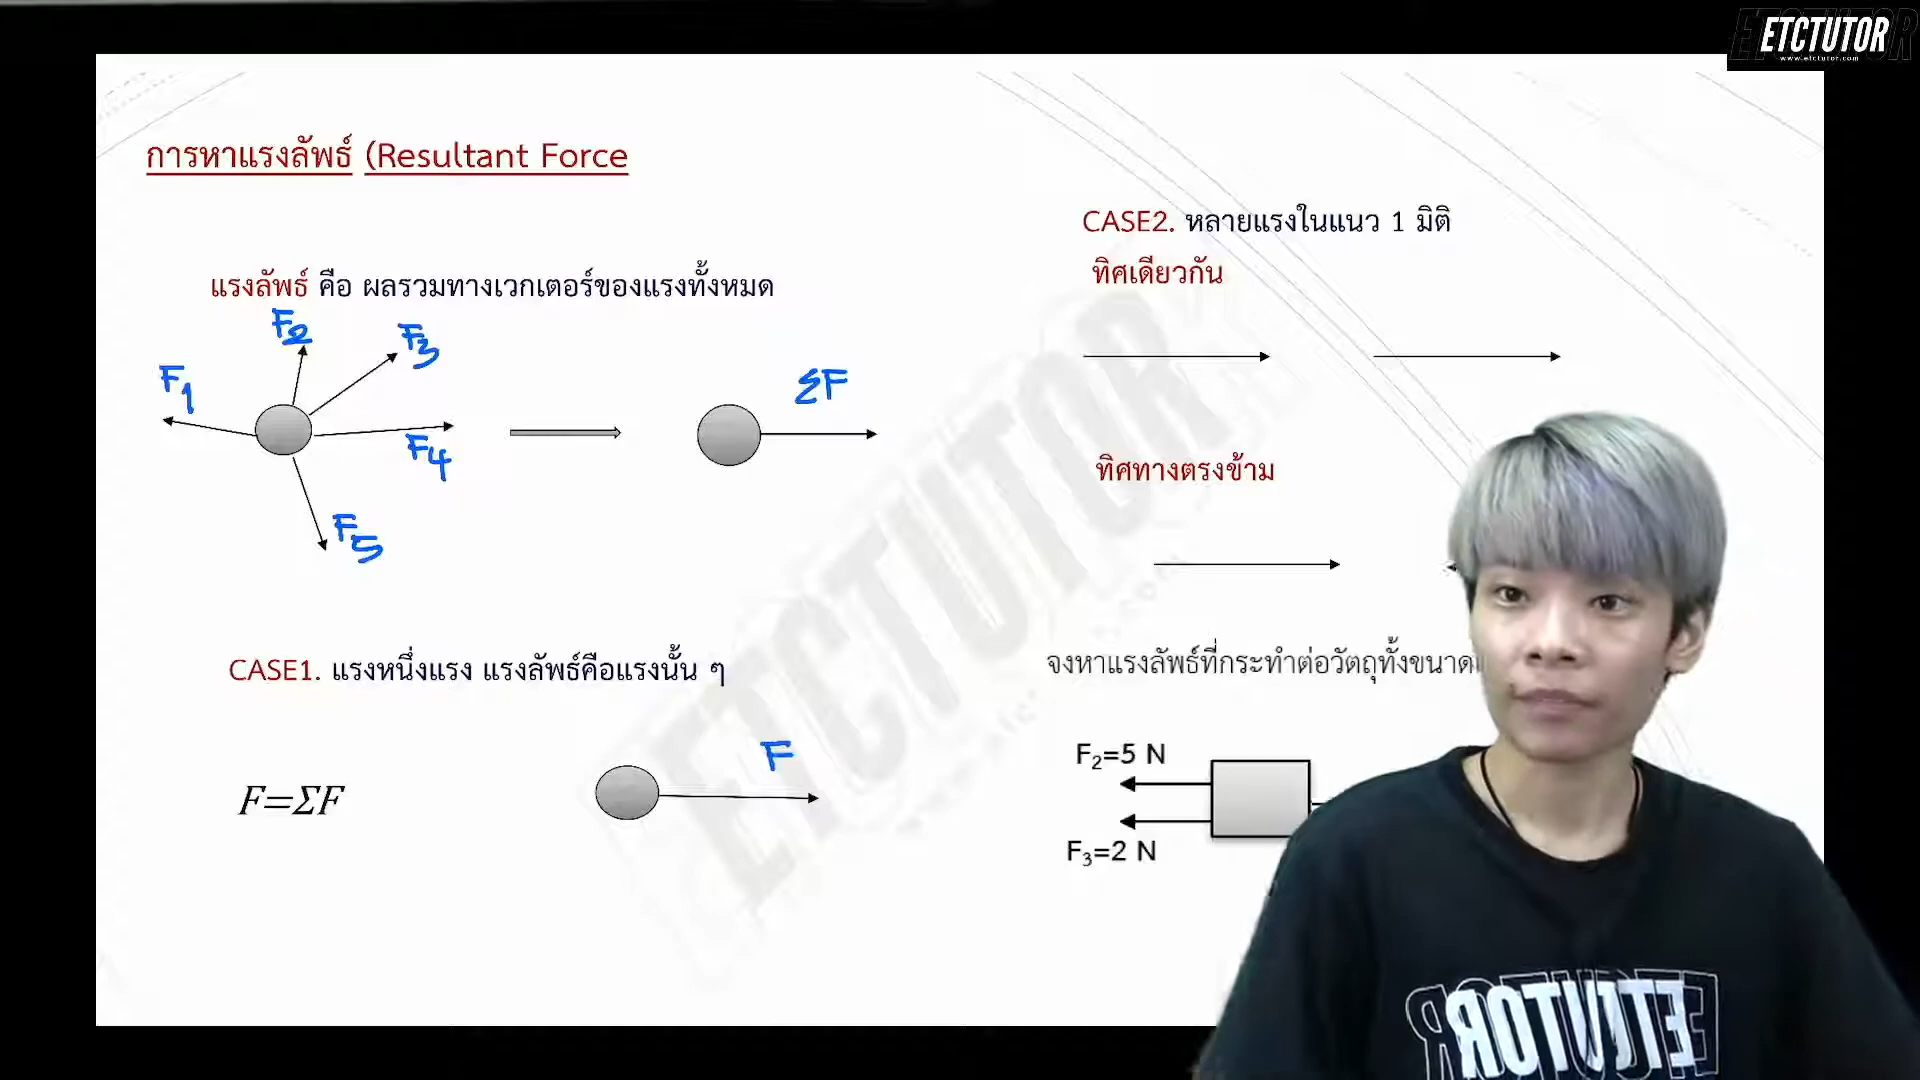 ETCTUTOR
www.etctutor.com
การหาแรงลัพธ์ (Resultant Force
แรงลัพธ์ คือ ผลรวมทางเวกเตอร์ของแรงทั้งหมด
F1
F2
F3
F4
F5
ΣF
CASE1. แรงหนึ่งแรง แรงลัพธ์คือแรงนั้น ๆ
F=ΣF
F
CASE2. หลายแรงในแนว 1 มิติ
ทิศเดียวกัน
ทิศทางตรงข้าม
จงหาแรงลัพธ์ที่กระทำต่อวัตถุทั้งขนาด
F2=5 N
F3=2 N
ETCTUTOR
ETCTUTOR